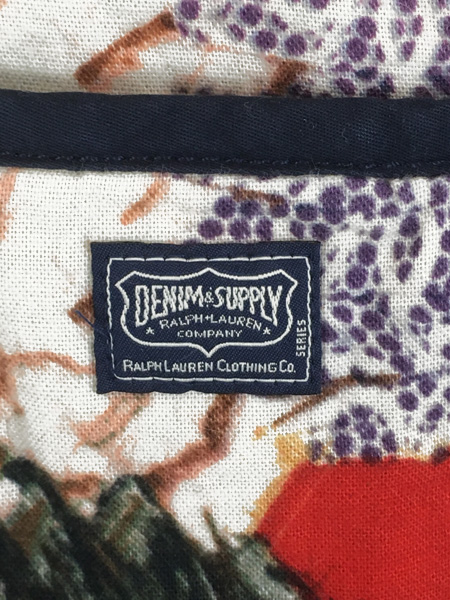 DENIM & SUPPLY
RALPH + LAUREN
COMPANY
SERIES
RALPH LAUREN CLOTHING CO.